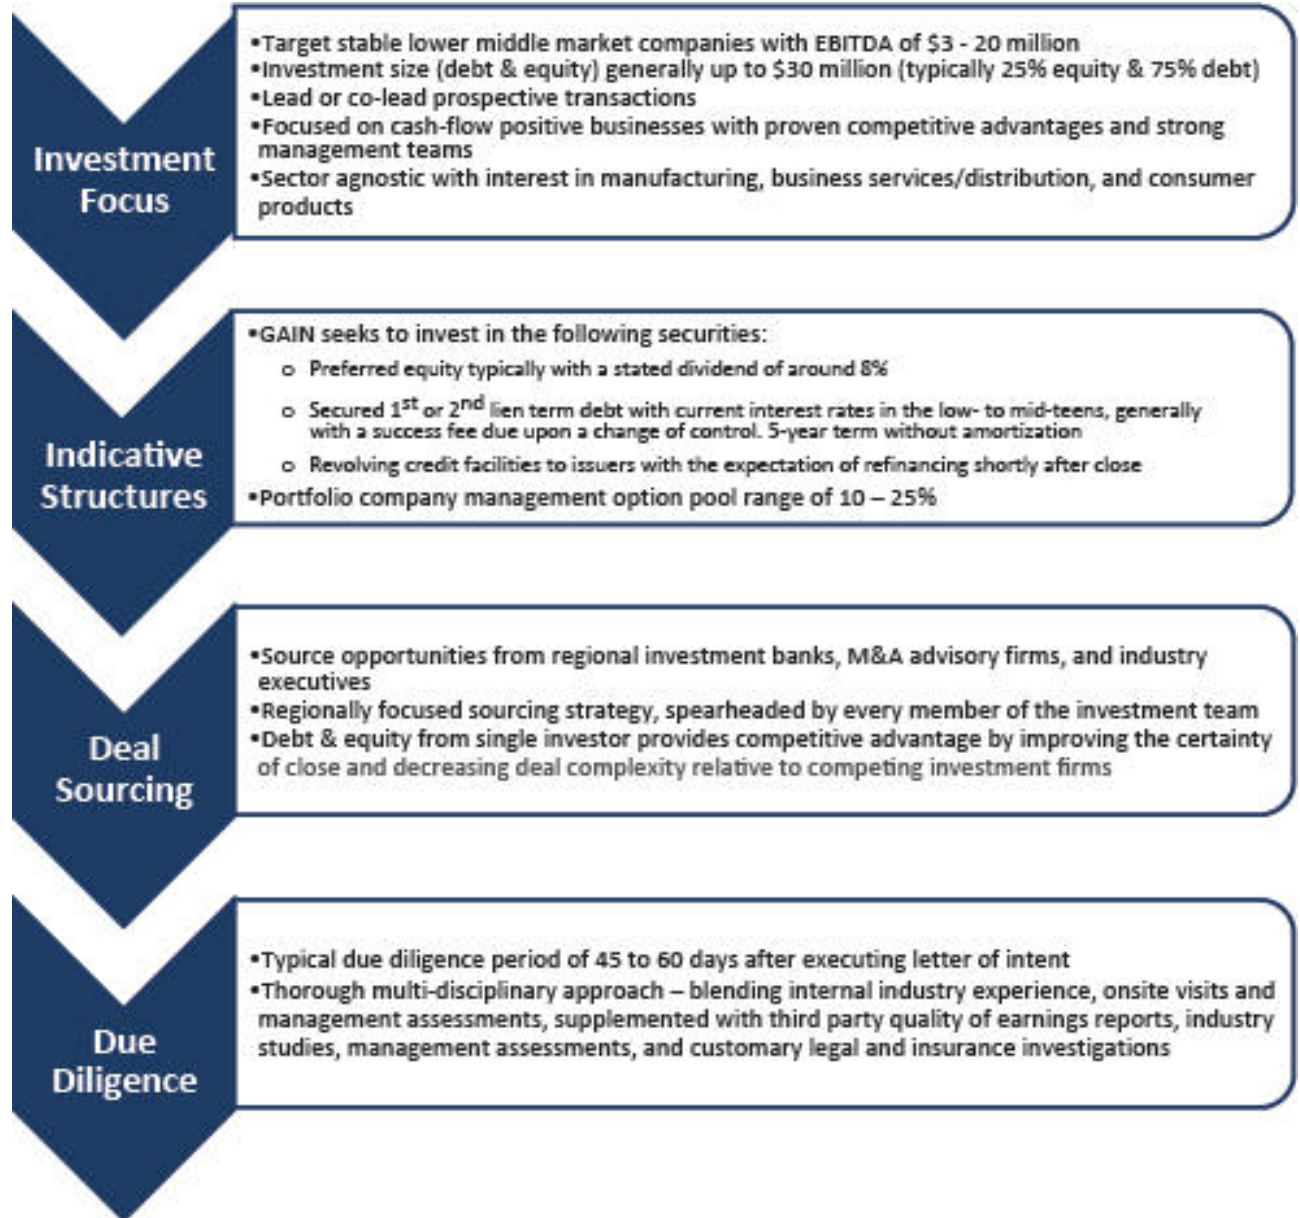 Investment
Focus
•Target stable lower middle market companies with EBITDA of $3 - 20 million
•Investment size (debt & equity) generally up to $30 million (typically 25% equity & 75% debt)
•Lead or co-lead prospective transactions
•Focused on cash-flow positive businesses with proven competitive advantages and strong
management teams
•Sector agnostic with interest in manufacturing, business services/distribution, and consumer
products
Indicative
Structures
•GAIN seeks to invest in the following securities:
o Preferred equity typically with a stated dividend of around 8%
o Secured 1st or 2nd lien term debt with current interest rates in the low- to mid-teens, generally
with a success fee due upon a change of control. 5-year term without amortization
o Revolving credit facilities to issuers with the expectation of refinancing shortly after close
•Portfolio company management option pool range of 10 – 25%
Deal
Sourcing
•Source opportunities from regional investment banks, M&A advisory firms, and industry
executives
•Regionally focused sourcing strategy, spearheaded by every member of the investment team
•Debt & equity from single investor provides competitive advantage by improving the certainty
of close and decreasing deal complexity relative to competing investment firms
Due
Diligence
•Typical due diligence period of 45 to 60 days after executing letter of intent
•Thorough multi-disciplinary approach – blending internal industry experience, onsite visits and
management assessments, supplemented with third party quality of earnings reports, industry
studies, management assessments, and customary legal and insurance investigations